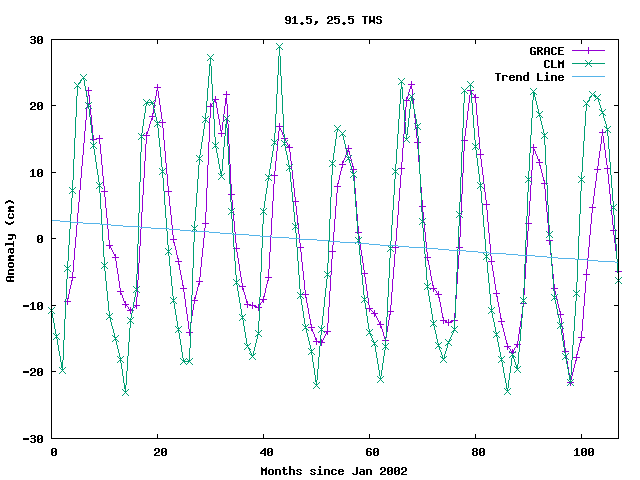 91.5, 25.5 TWS
GRACE
CLM
Trend Line
30
20
10
0
-10
-20
-30
Anomaly (cm)
0 20 40 60 80 100
Months since Jan 2002